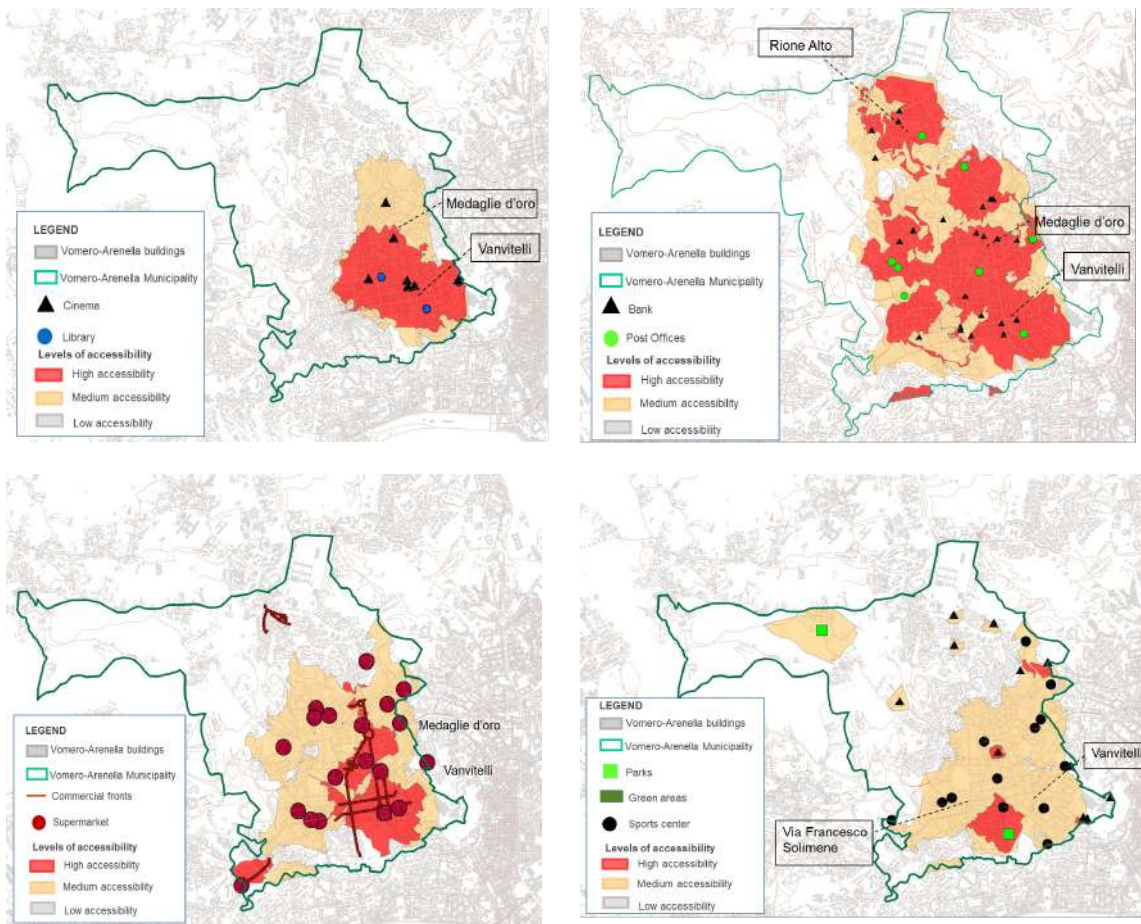 Medaglie d'oro
Vanvitelli
LEGEND
Vomero-Arenella buildings
Vomero-Arenella Municipality
Cinema
Library
Levels of accessibility
High accessibility
Medium accessibility
Low accessibility
Rione Alto
Medaglie d'oro
Vanvitelli
LEGEND
Vomero-Arenella buildings
Vomero-Arenella Municipality
Bank
Post Offices
Levels of accessibility
High accessibility
Medium accessibility
Low accessibility
Medaglie d'oro
Vanvitelli
LEGEND
Vomero-Arenella buildings
Vomero-Arenella Municipality
Commercial fronts
Supermarket
Levels of accessibility
High accessibility
Medium accessibility
Low accessibility
Vanvitelli
Via Francesco
Solimene
LEGEND
Vomero-Arenella buildings
Vomero-Arenella Municipality
Parks
Green areas
Sports center
Levels of accessibility
High accessibility
Medium accessibility
Low accessibility